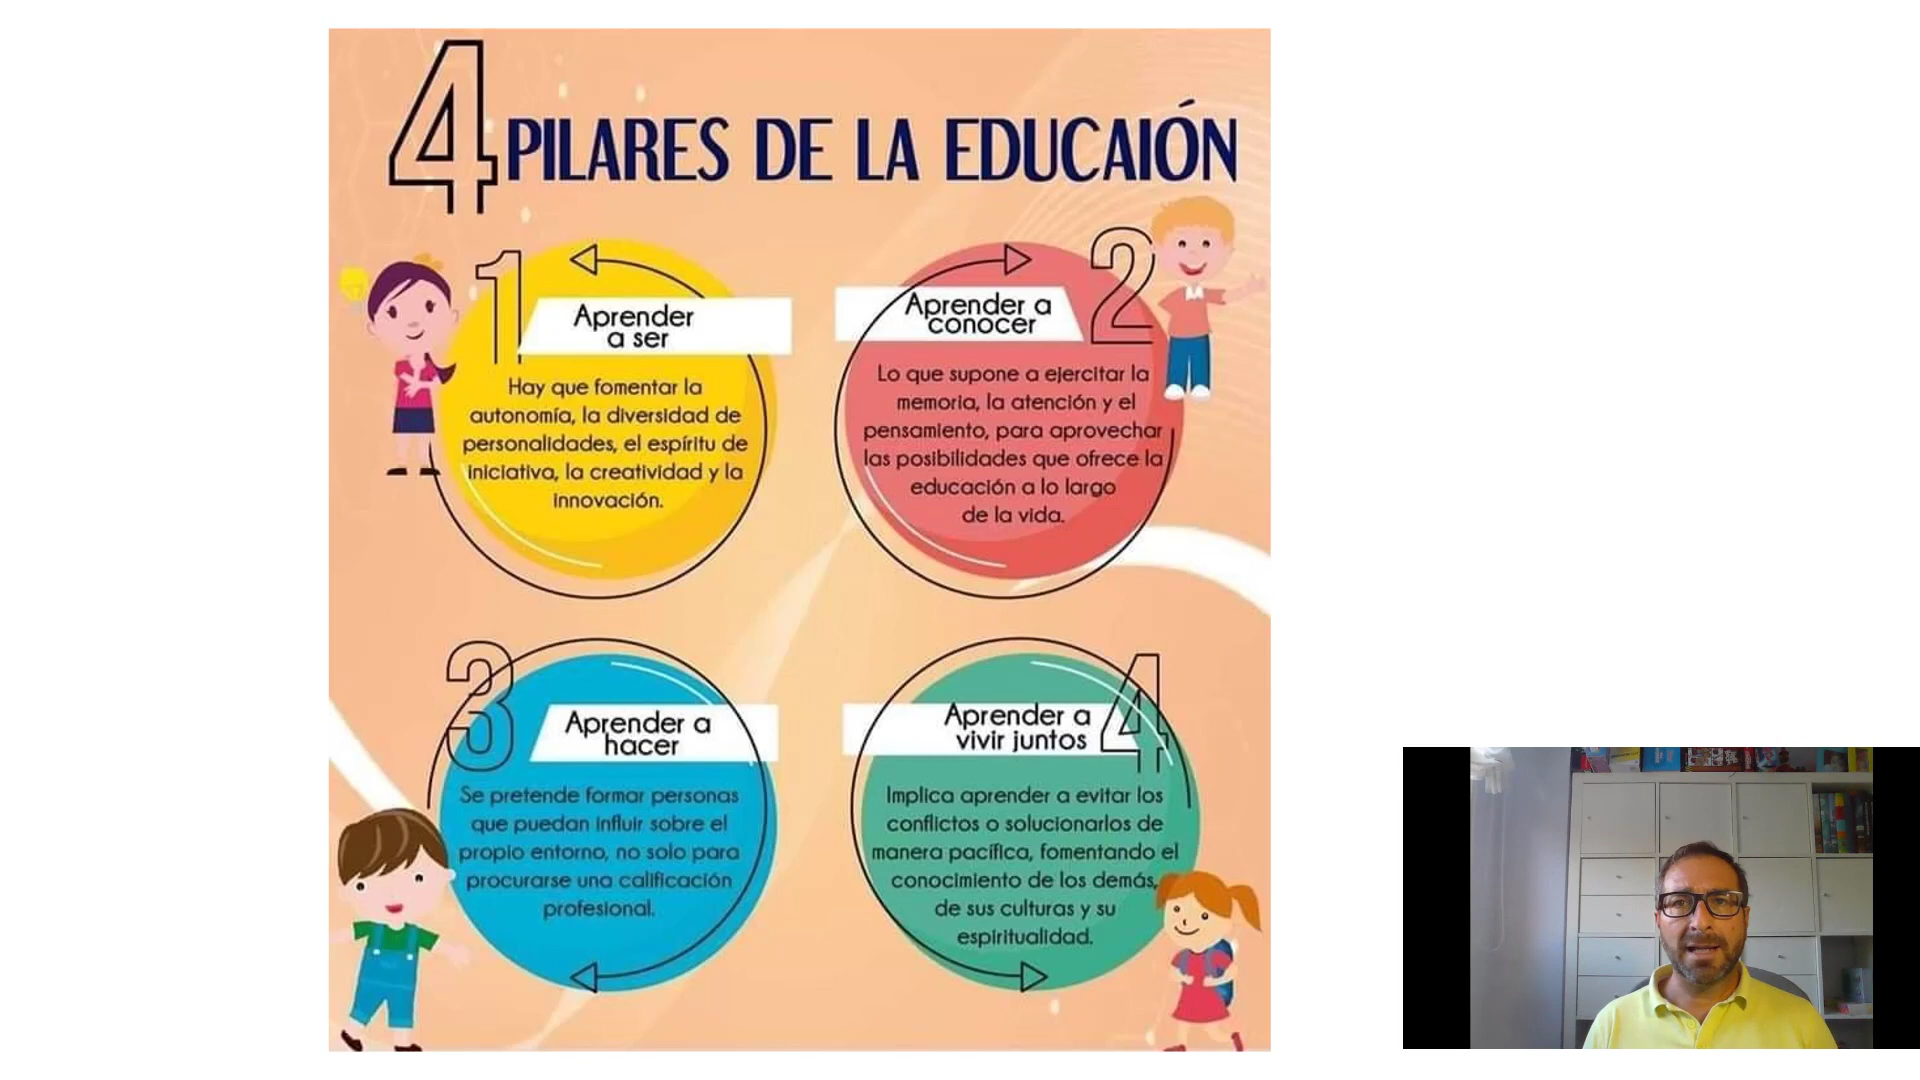 4 PILARES DE LA EDUCAIÓN
1
Aprender
a ser
Hay que fomentar la
autonomía, la diversidad de
personalidades, el espíritu de
iniciativa, la creatividad y la
innovación.
2
Aprender a
conocer
Lo que supone a ejercitar la
memoria, la atención y el
pensamiento, para aprovechar
las posibilidades que ofrece la
educación a lo largo
de la vida.
3
Aprender a
hacer
Se pretende formar personas
que puedan influir sobre el
propio entorno, no solo para
procurarse una calificación
profesional.
4
Aprender a
vivir juntos
Implica aprender a evitar los
conflictos o solucionarlos de
manera pacífica, fomentando el
conocimiento de los demás,
de sus culturas y su
espiritualidad.